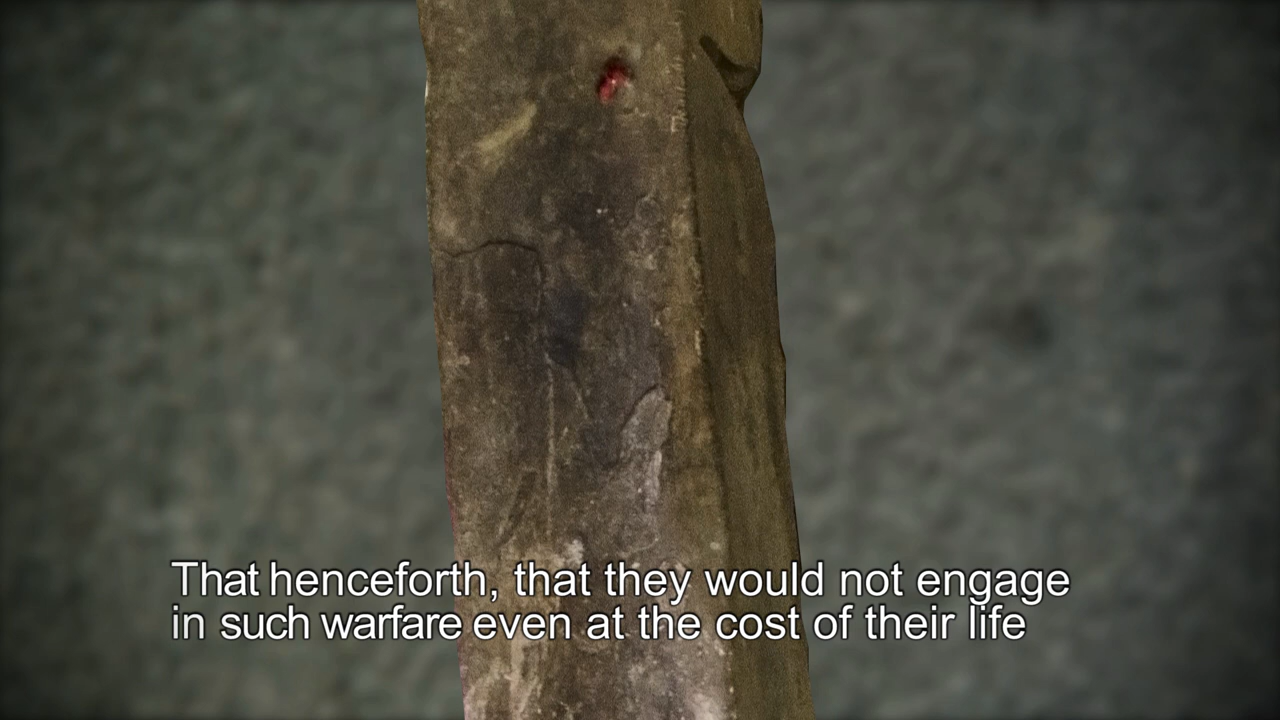 That henceforth, that they would not engage
in such warfare even at the cost of their life